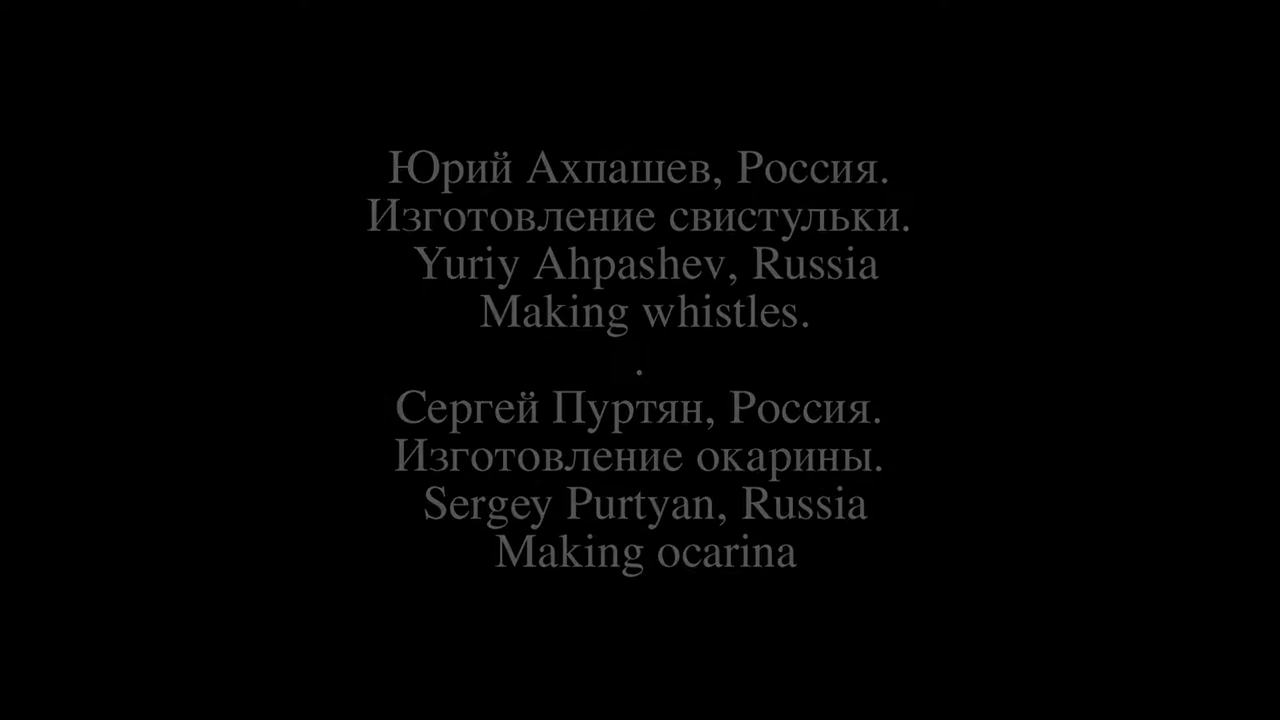 Юрий Ахпашев, Россия.
Изготовление свистульки.
Yuriy Ahpashev, Russia
Making whistles.
.
Сергей Пуртян, Россия.
Изготовление окарины.
Sergey Purtyan, Russia
Making ocarina